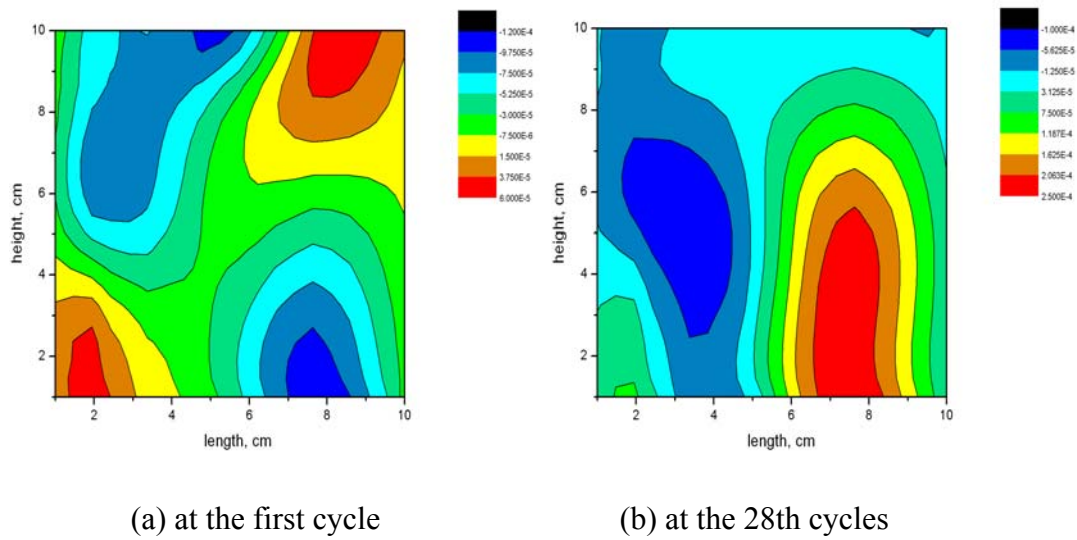 10
8
6
4
2
height, cm
2 4 6 8 10
length, cm
-1.200E-4
-9.750E-5
-7.500E-5
-5.250E-5
-3.000E-5
-7.500E-6
1.500E-5
3.750E-5
6.000E-5
10
8
6
4
2
height, cm
2 4 6 8 10
length, cm
-1.000E-4
-5.625E-5
-1.250E-5
3.125E-5
7.500E-5
1.187E-4
1.625E-4
2.063E-4
2.500E-4
(a) at the first cycle
(b) at the 28th cycles